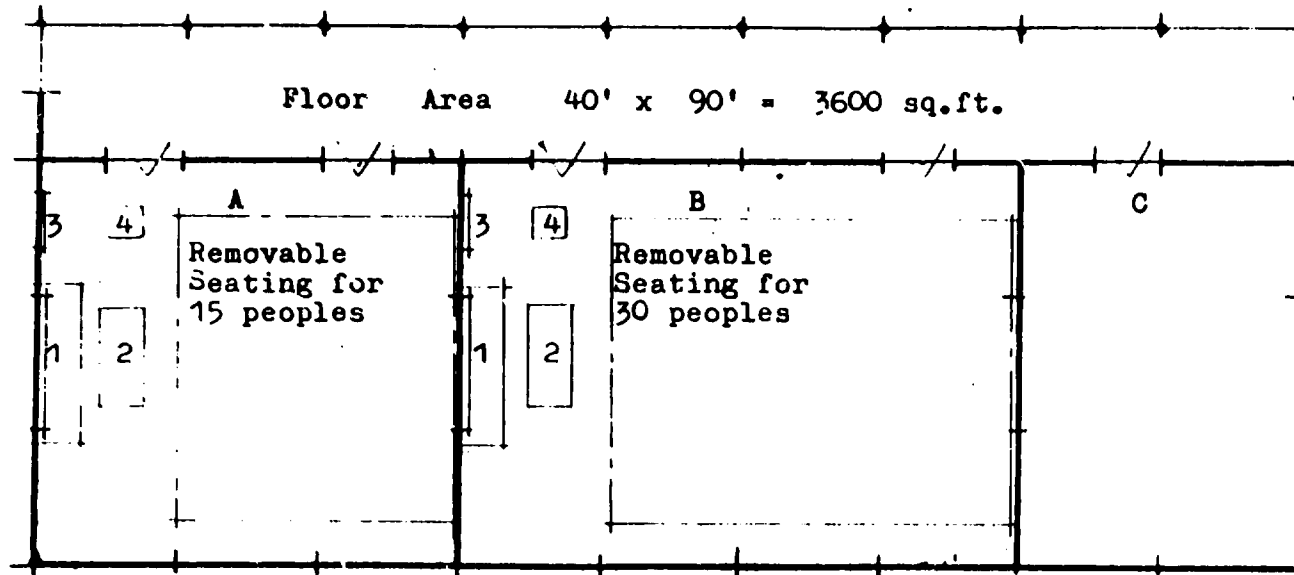 Floor Area 40' x 90' = 3600 sq.ft.
A
B
C
3 4
3 4
Removable
Seating for
15 peoples
Removable
Seating for
30 peoples
1 2
1 2